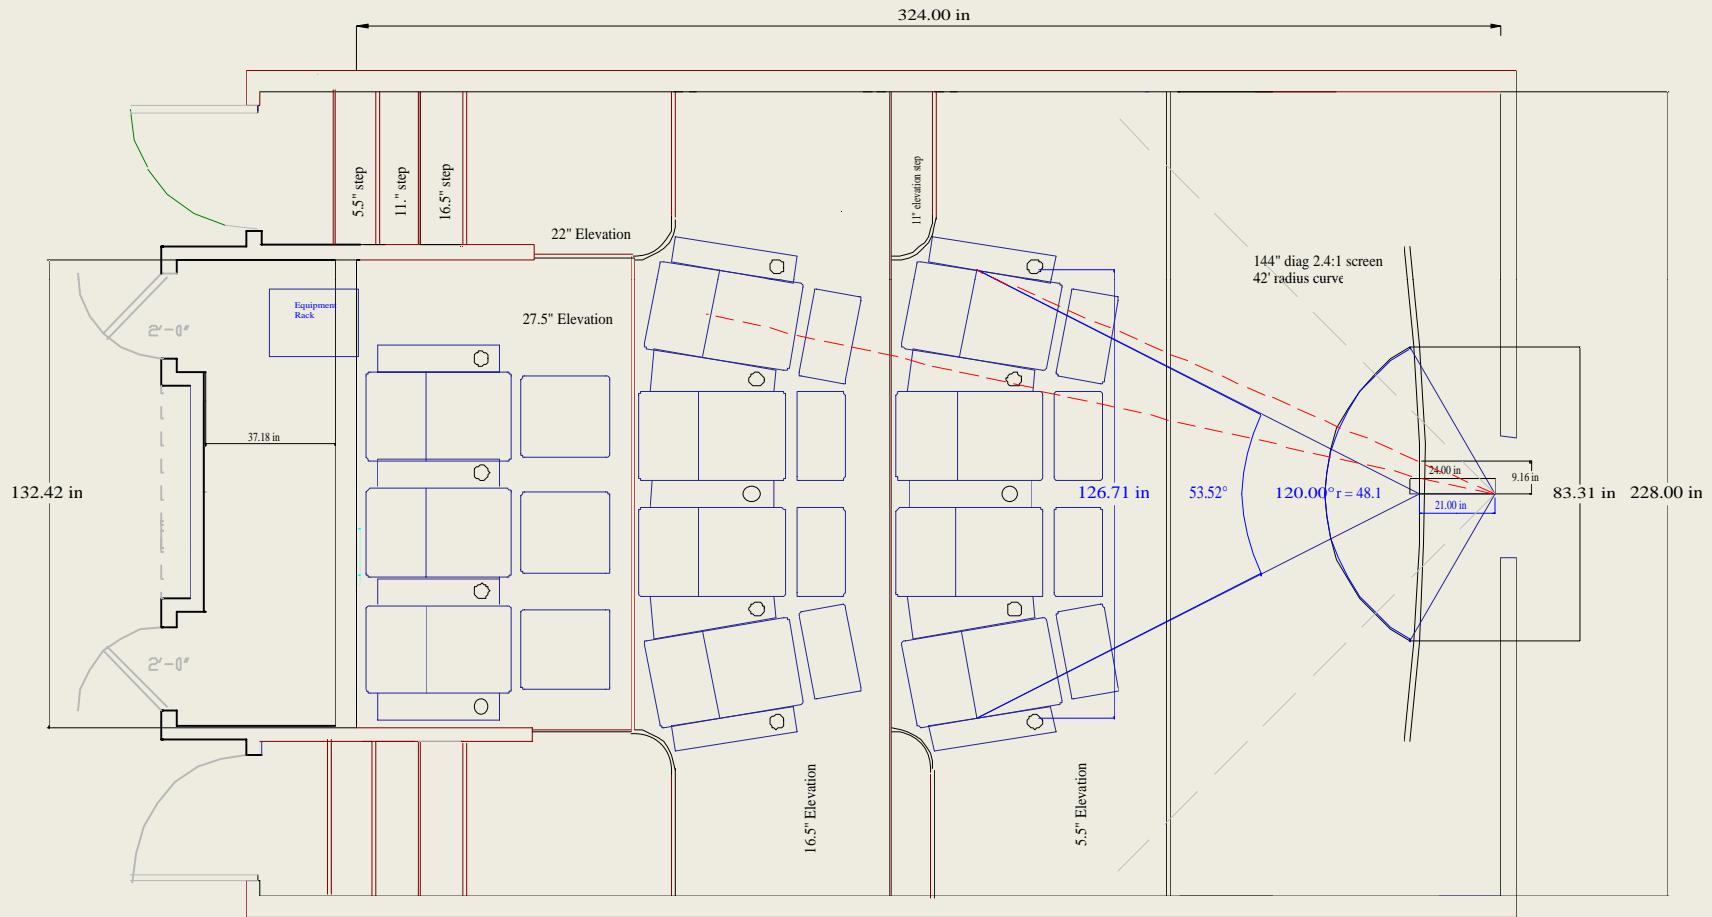 324.00 in
5.5" step
11." step
16.5" step
11" elevation step
22" Elevation
144" diag 2.4:1 screen
42' radius curve
Equipment
Rack
27.5" Elevation
2'-0"
37.18 in
24.00 in
9.16 in
132.42 in
126.71 in
53.52°
120.00°
r = 48.1
83.31 in
228.00 in
21.00 in
2'-0"
16.5" Elevation
5.5" Elevation